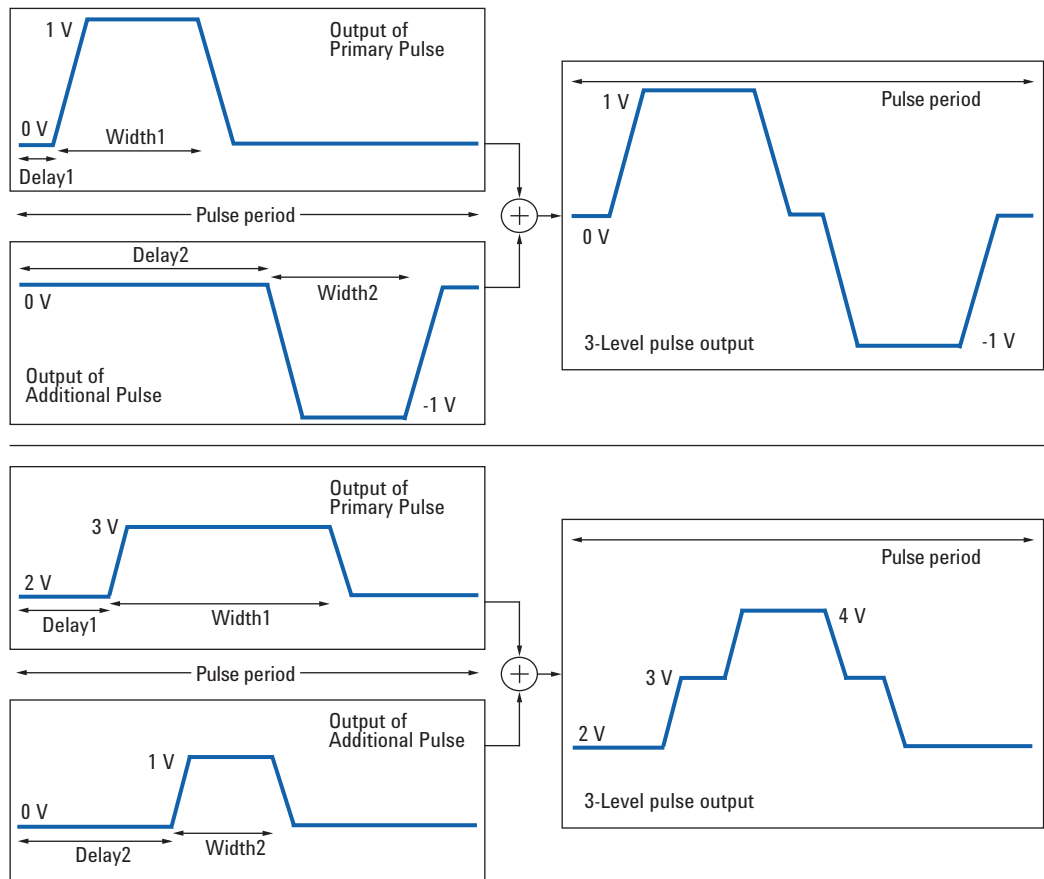 1 V
Output of
Primary Pulse
0 V
Width1
Delay1
Pulse period
Delay2
0 V
Width2
Output of
Additional Pulse
-1 V
Pulse period
1 V
0 V
3-Level pulse output
-1 V
Output of
Primary Pulse
3 V
2 V
Delay1
Width1
Pulse period
Output of
Additional Pulse
1 V
0 V
Delay2
Width2
Pulse period
4 V
3 V
2 V
3-Level pulse output